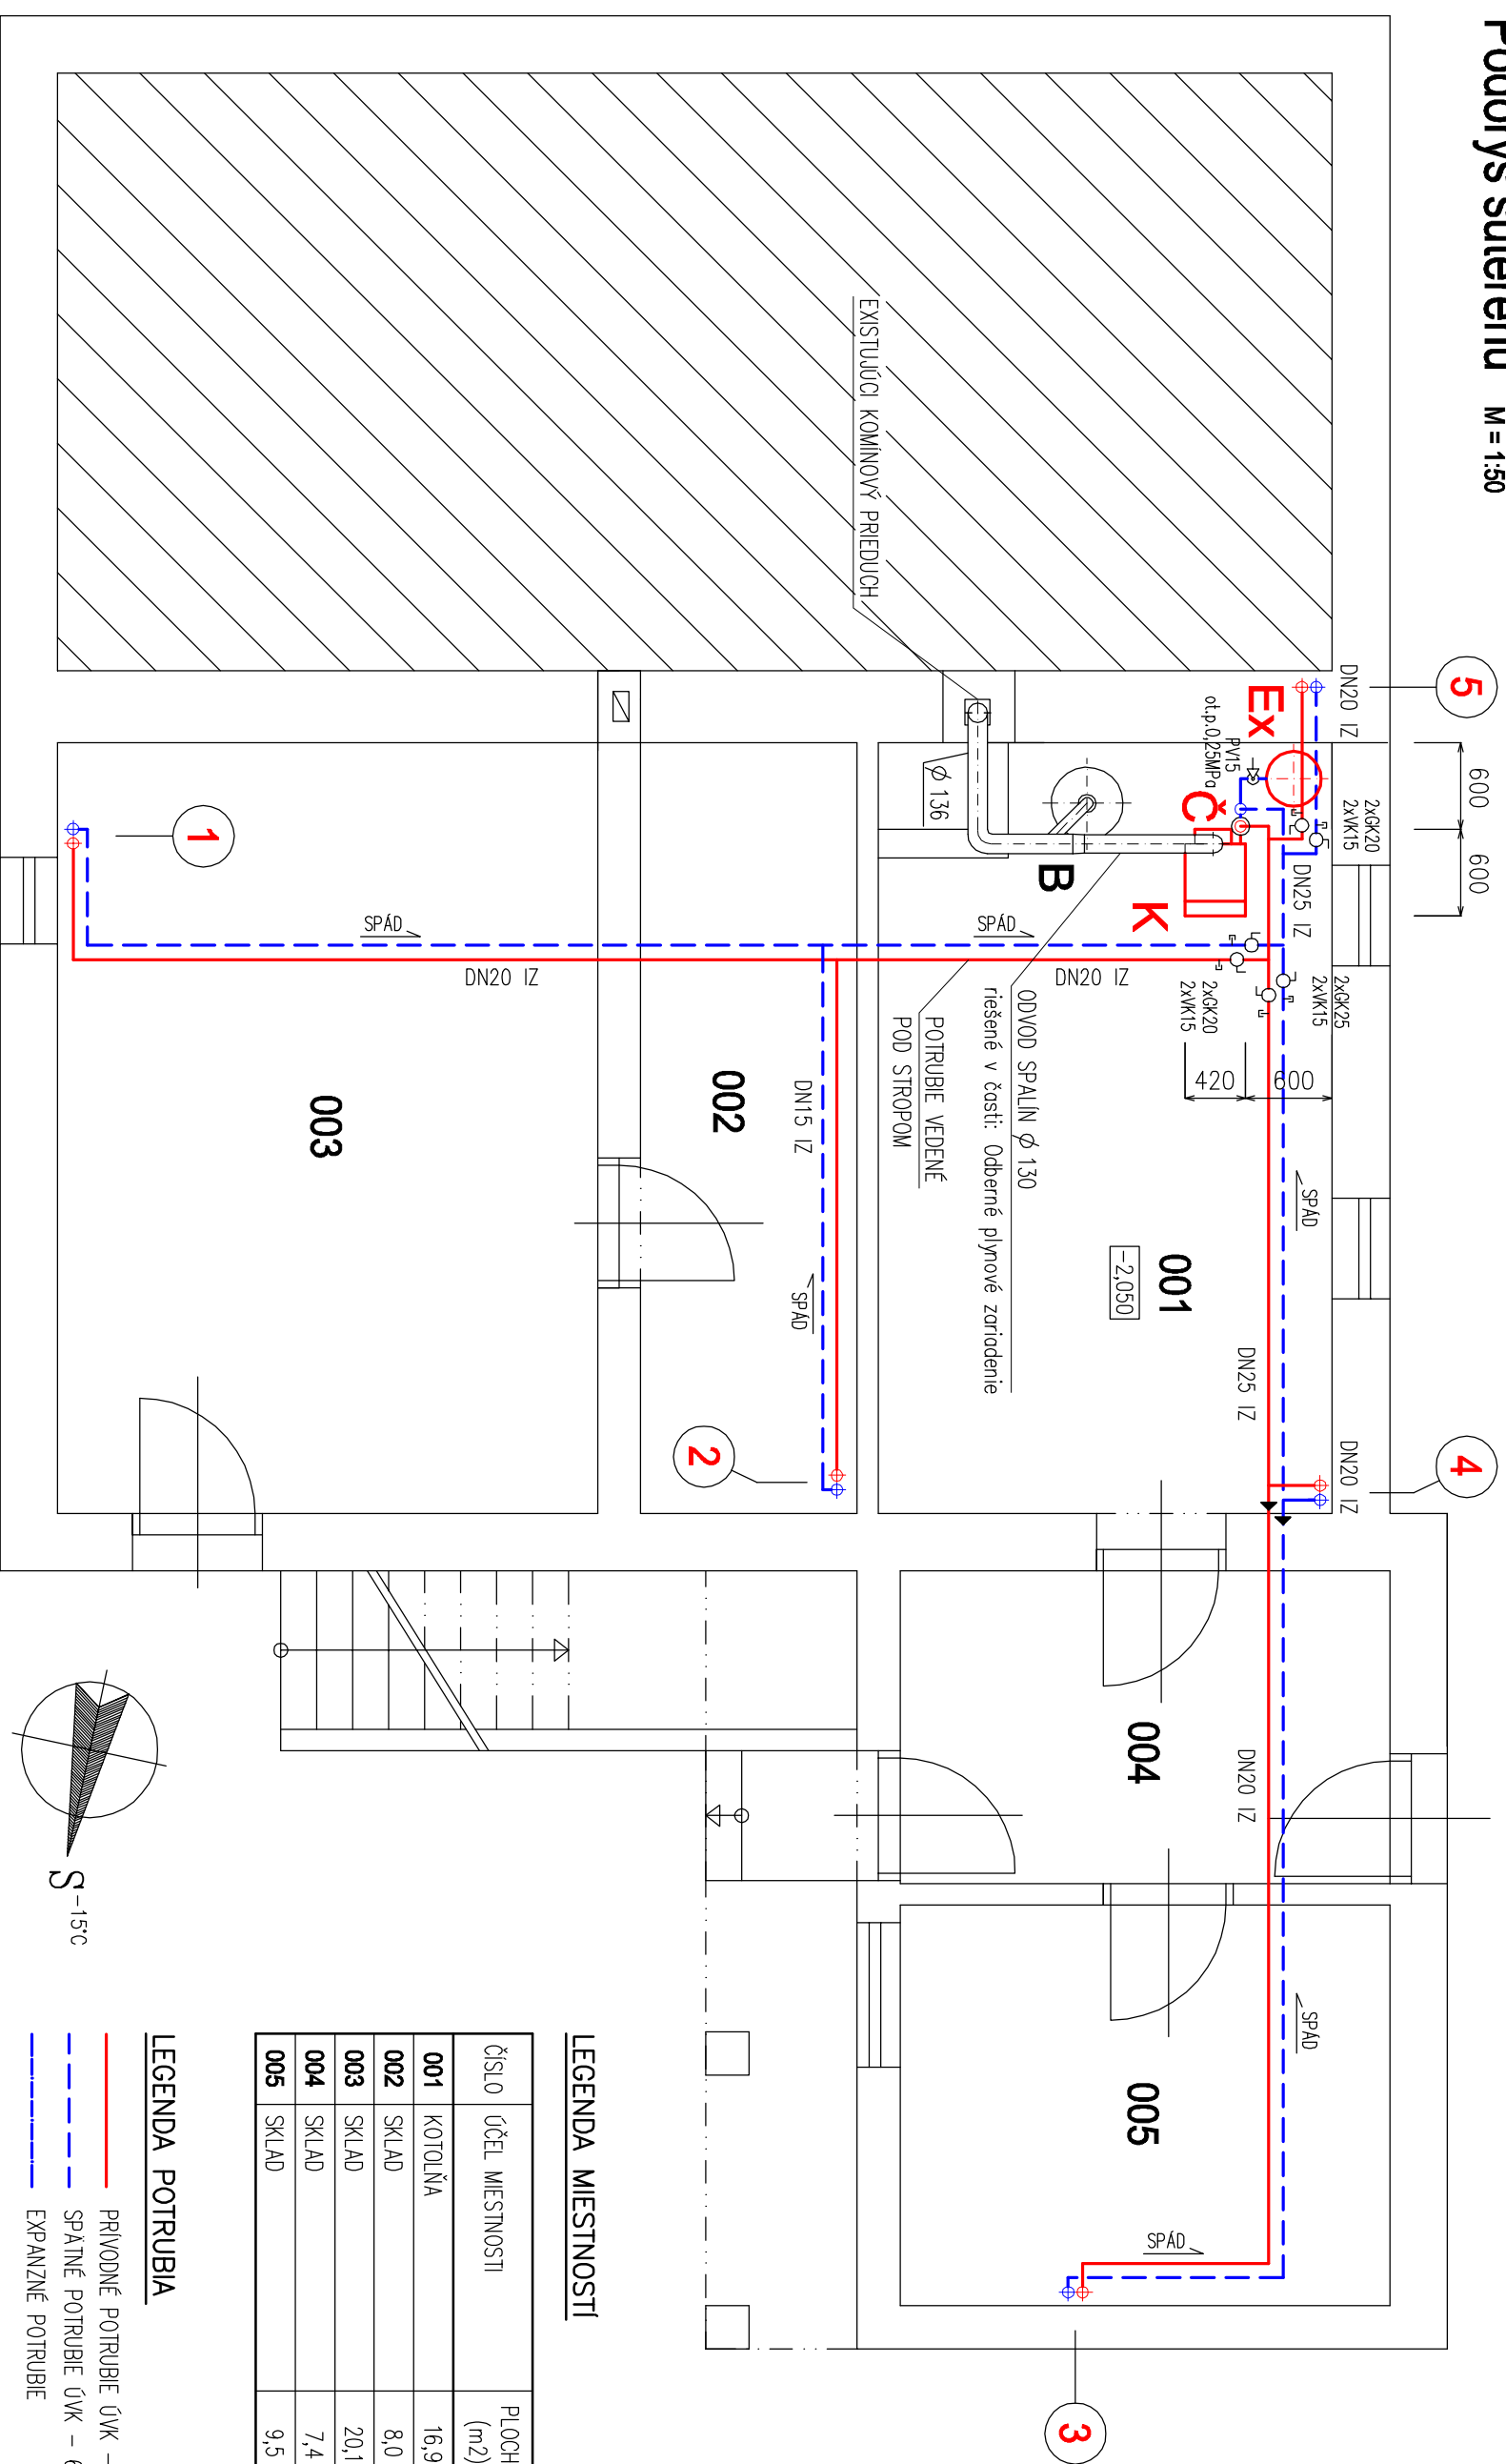 Pôdorys suterénu M = 1:50
5
DN20 IZ
600
600
2xGK20
2xVK15
Ex
PV15
ot.p.0,25MPa
Č
DN25 IZ
K
B
Ø 136
EXISTUJÚCI KOMÍNOVÝ PRIEDUCH
2xGK25
2xVK15
2xGK20
2xVK15
420
600
SPÁD
DN20 IZ
ODVOD SPALÍN Ø 130
riešené v časti: Odberné plynové zariadenie
POTRUBIE VEDENÉ
POD STROPOM
SPÁD
001
-2,050
DN25 IZ
DN20 IZ
4
1
SPÁD
DN20 IZ
002
DN15 IZ
SPÁD
2
003
004
DN20 IZ
SPÁD
005
SPÁD
3
S -15°C
LEGENDA MIESTNOSTÍ
ČÍSLO ÚČEL MIESTNOSTI PLOCH
(m2)
001 KOTOLŇA 16,9
002 SKLAD 8,0
003 SKLAD 20,1
004 SKLAD 7,4
005 SKLAD 9,5
LEGENDA POTRUBIA
PRÍVODNÉ POTRUBIE ÚVK -
SPÄTNÉ POTRUBIE ÚVK - 6
EXPANZNÉ POTRUBIE